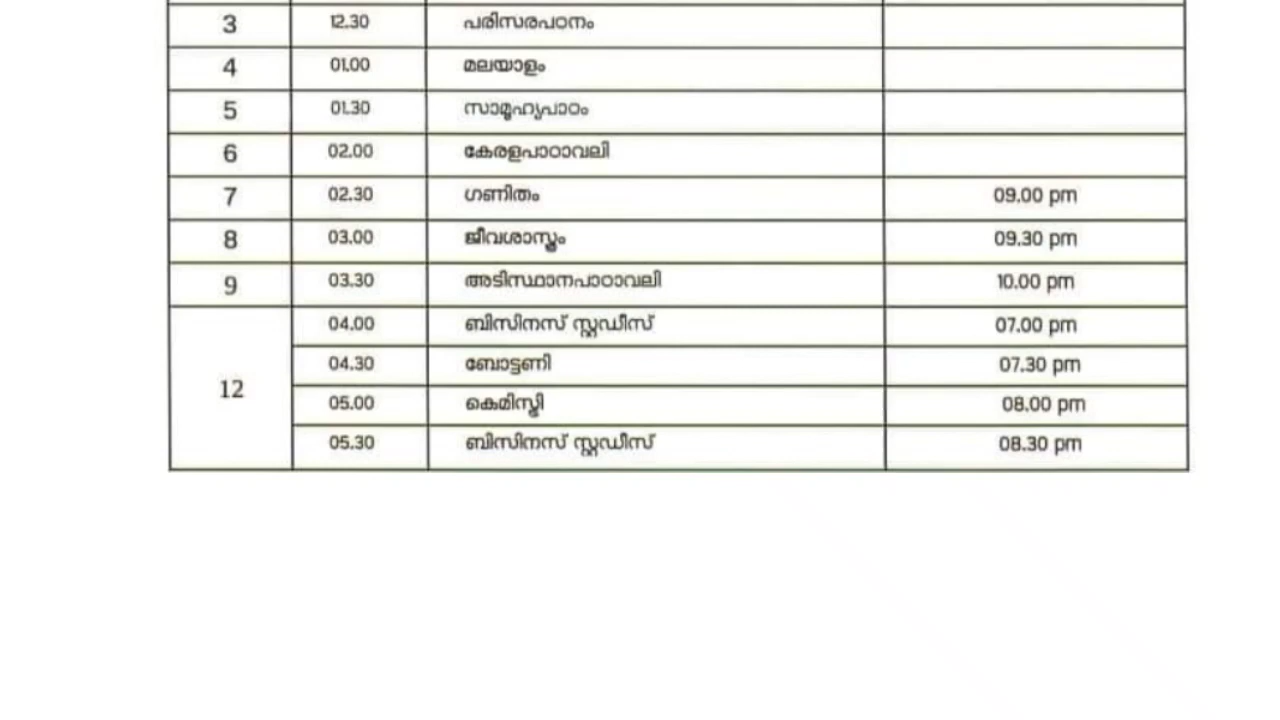 3 12.30 പരിസരപഠനം
4 01.00 മലയാളം
5 01.30 സാമൂഹ്യപാഠം
6 02.00 കേരളപാഠാവലി
7 02.30 ഗണിതം 09.00 pm
8 03.00 ജീവശാസ്ത്രം 09.30 pm
9 03.30 അടിസ്ഥാനപാഠാവലി 10.00 pm
04.00 ബിസിനസ് സ്റ്റഡീസ് 07.00 pm
04.30 ബോട്ടണി 07.30 pm
12
05.00 കെമിസ്ട്രി 08.00 pm
05.30 ബിസിനസ് സ്റ്റഡീസ് 08.30 pm